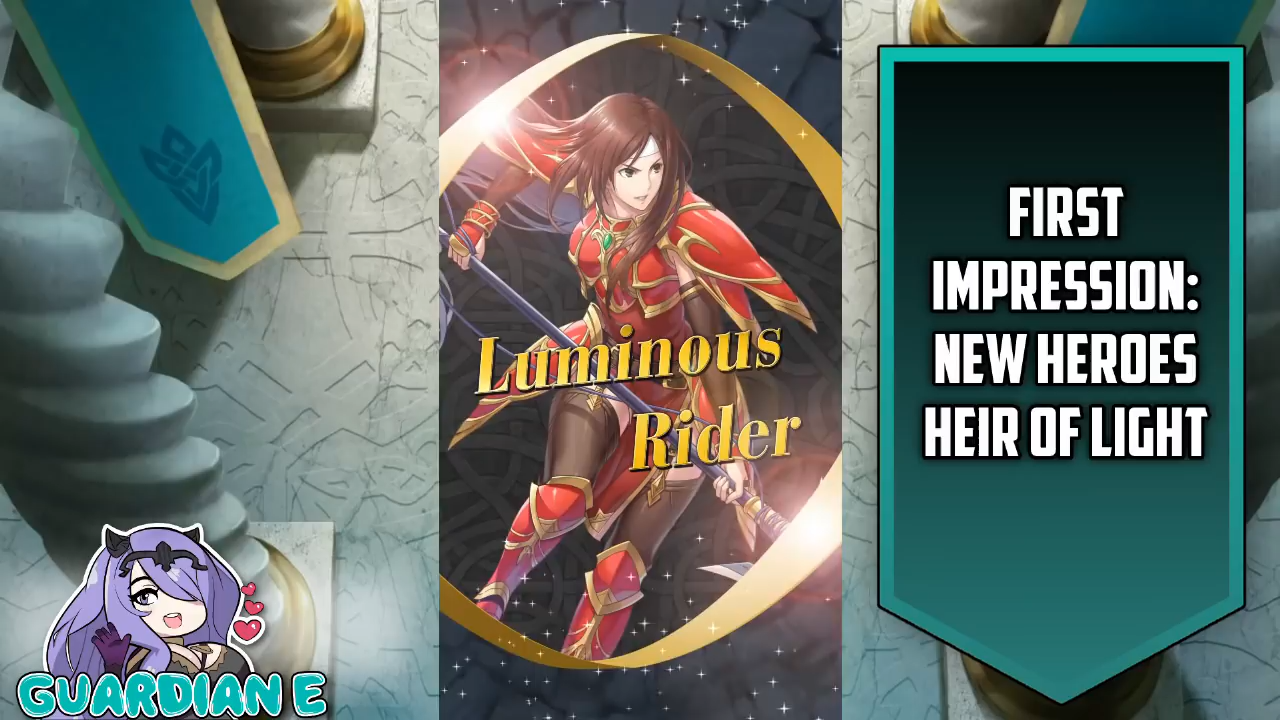 Luminous
Rider
FIRST
IMPRESSION:
NEW HEROES
HEIR OF LIGHT
GUARDIAN E